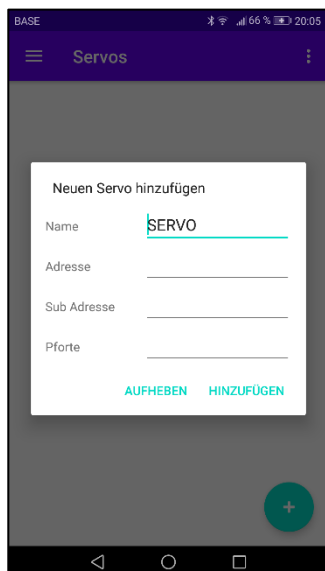 BASE 66 % 20:05
Servos
Neuen Servo hinzufügen
Name SERVO
Adresse
Sub Adresse
Pforte
AUFHEBEN HINZUFÜGEN
+